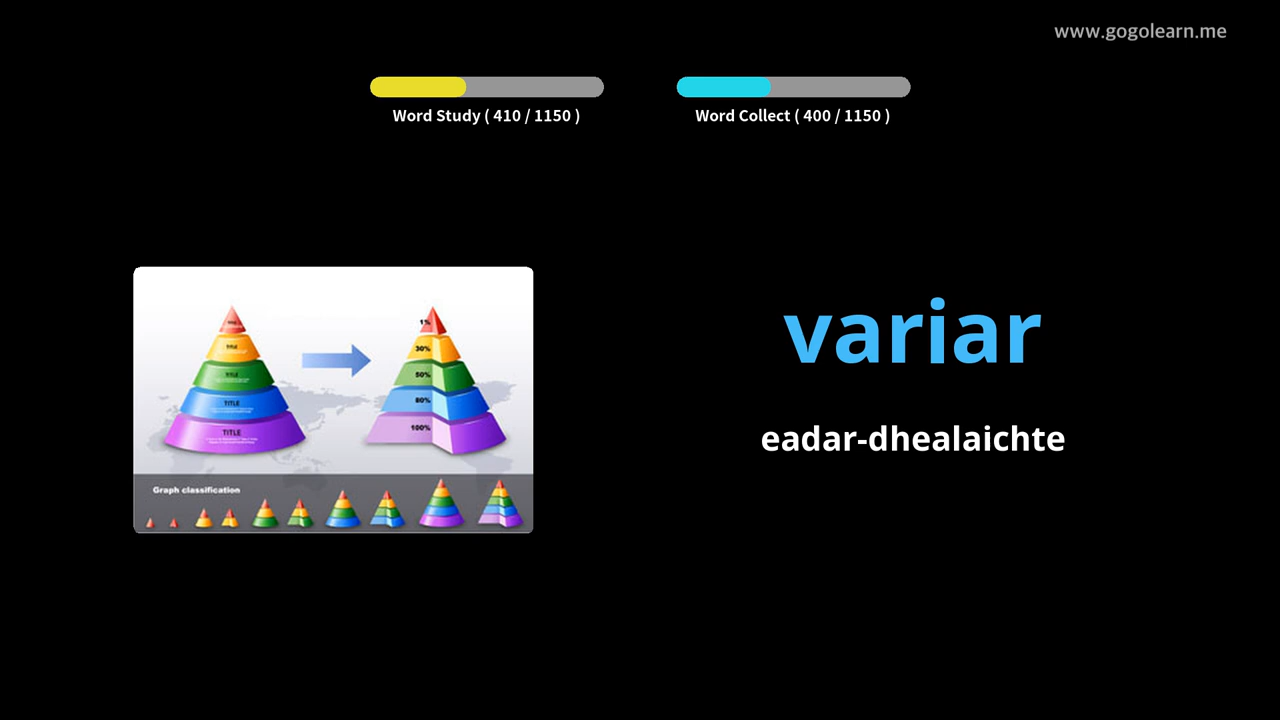 www.gogolearn.me
Word Study ( 410 / 1150 )
Word Collect ( 400 / 1150 )
variar
eadar-dhealaichte
TITLE
TITLE
TITLE
TITLE
1%
30%
50%
80%
100%
Graph classification